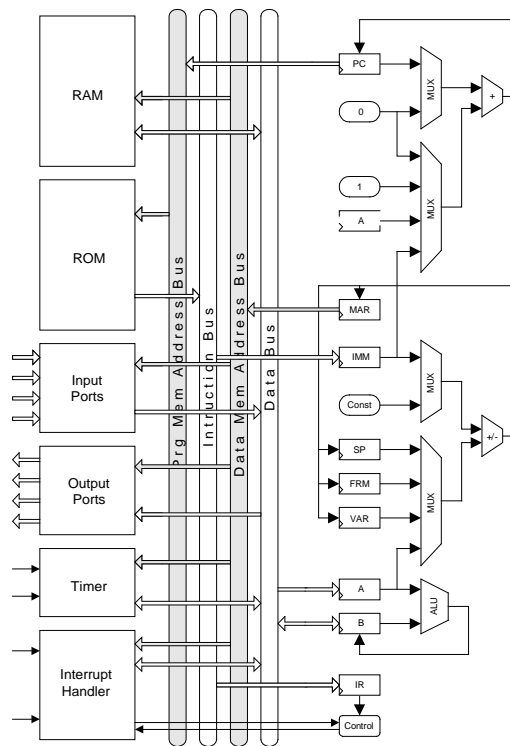 RAM
ROM
Input
Ports
Output
Ports
Timer
Interrupt
Handler
Prg Mem Address Bus
Intruction Bus
Data Mem Address Bus
Data Bus
PC
0
1
A
MUX
MUX
+
MAR
IMM
Const
MUX
SP
FRM
VAR
MUX
+/-
A
B
ALU
IR
Control